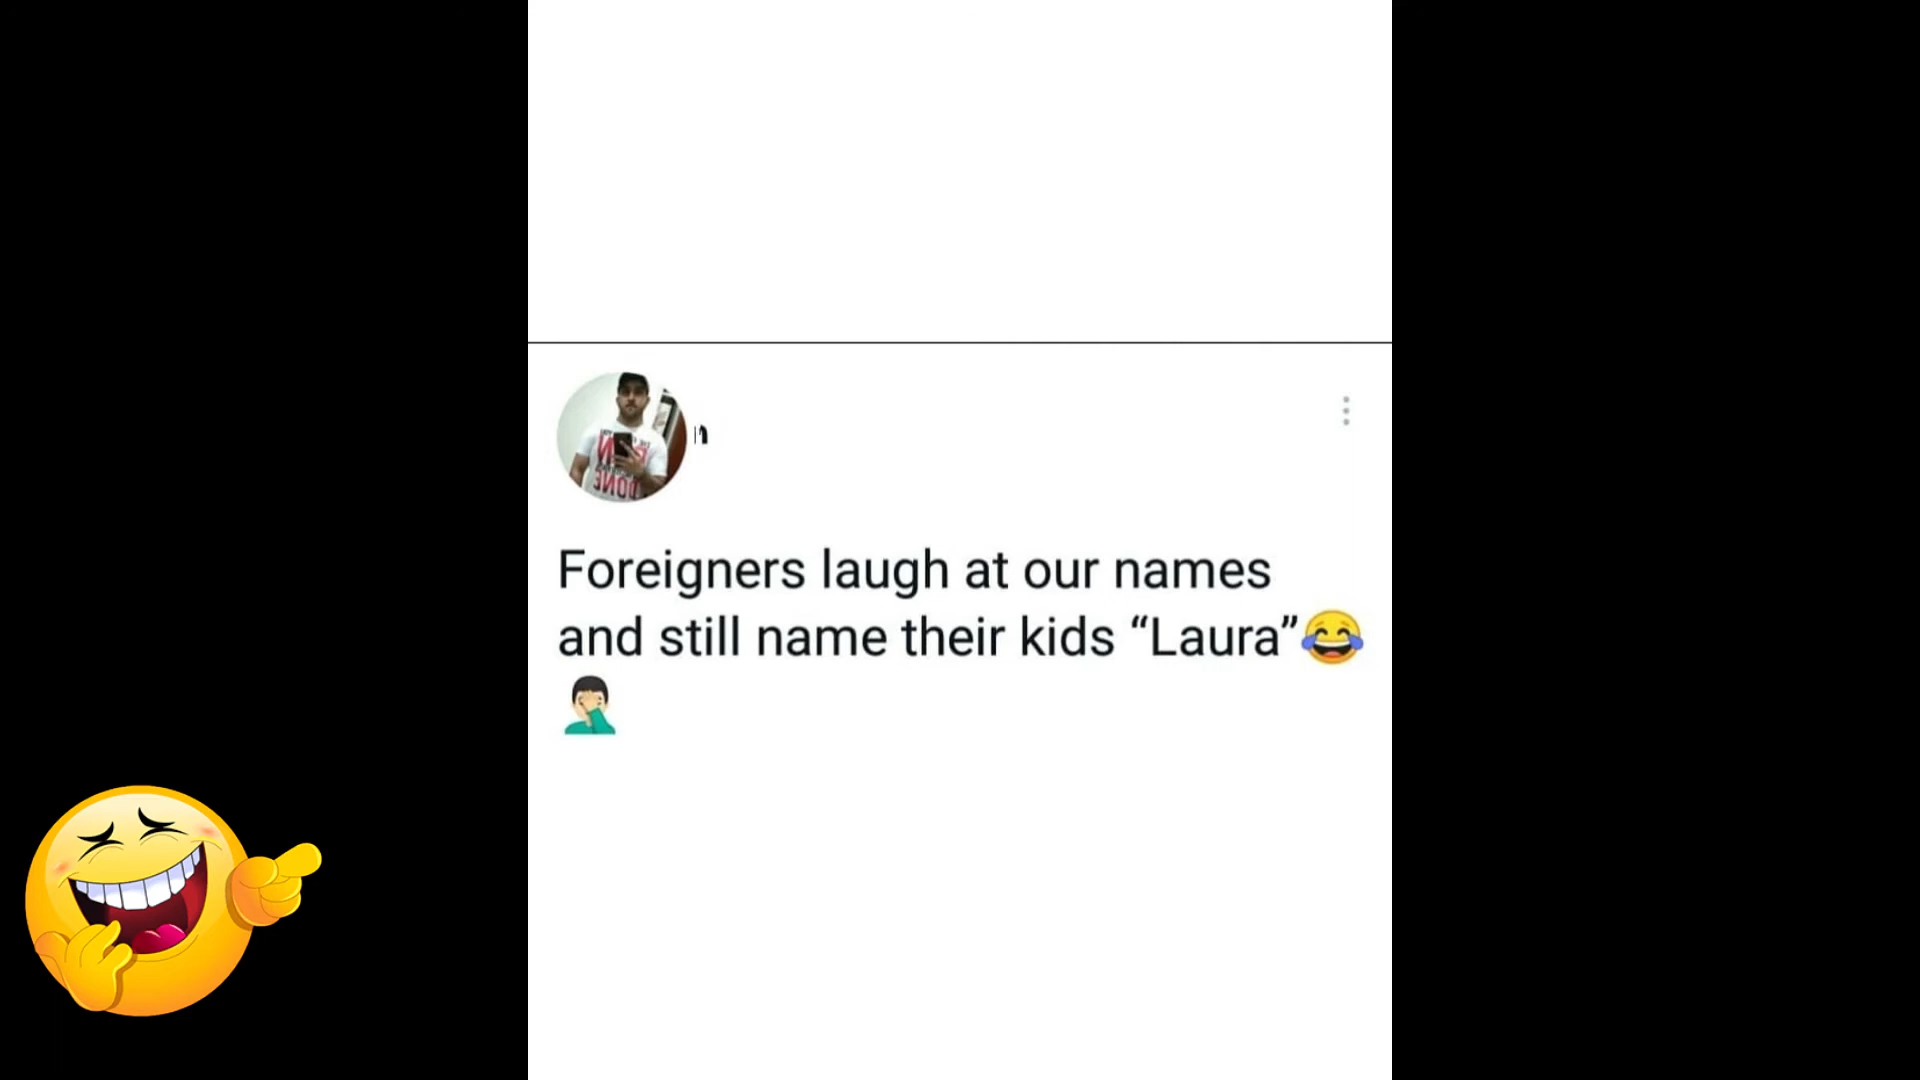 Foreigners laugh at our names
and still name their kids “Laura”😂
🤦🏻‍♂️